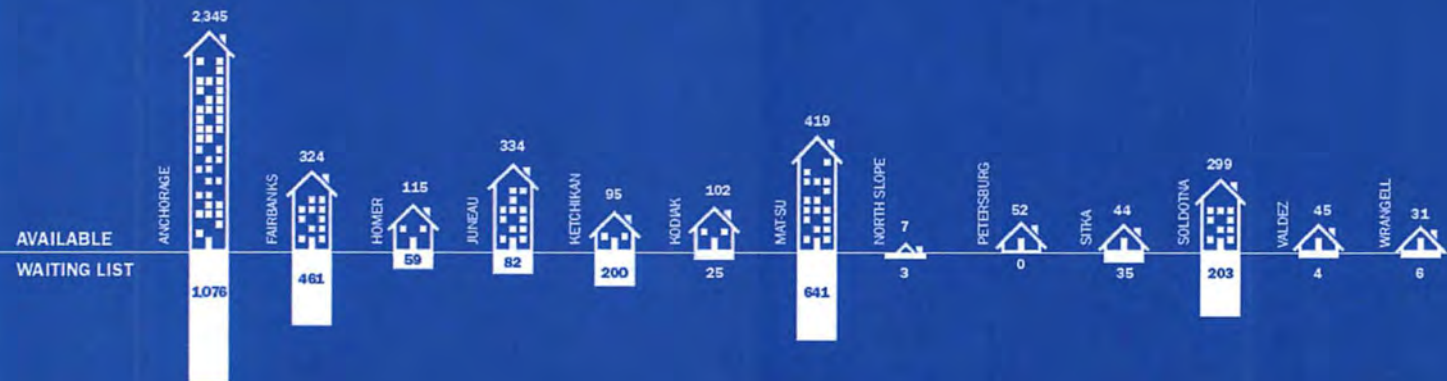 2,345
ANCHORAGE
1,076
324
FAIRBANKS
461
115
HOMER
59
334
JUNEAU
82
95
KETCHIKAN
200
102
KODIAK
25
419
MAT-SU
641
7
NORTH SLOPE
3
52
PETERSBURG
0
44
SITKA
35
299
SOLDOTNA
203
45
VALDEZ
4
31
WRANGELL
6
AVAILABLE
WAITING LIST